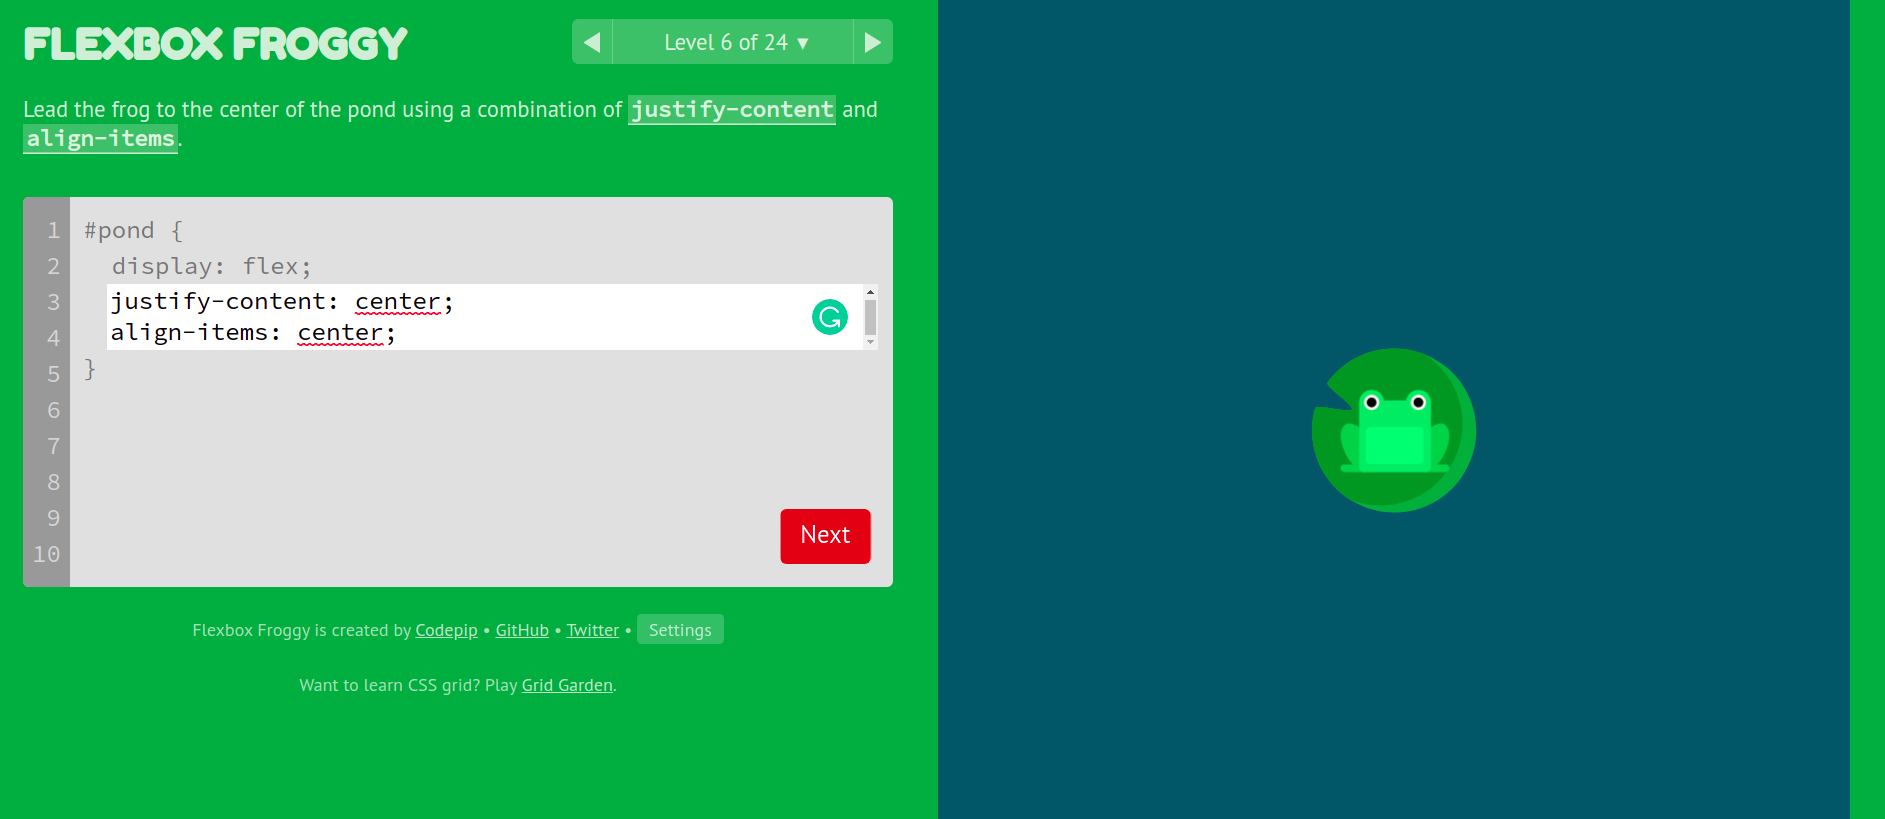 FLEXBOX FROGGY
Level 6 of 24 ▼
Lead the frog to the center of the pond using a combination of justify-content and
align-items.
1 #pond {
2 display: flex;
3 justify-content: center;
4 align-items: center;
5 }
6
7
8
9
10
Next
Flexbox Froggy is created by Codepip • GitHub • Twitter • Settings
Want to learn CSS grid? Play Grid Garden.